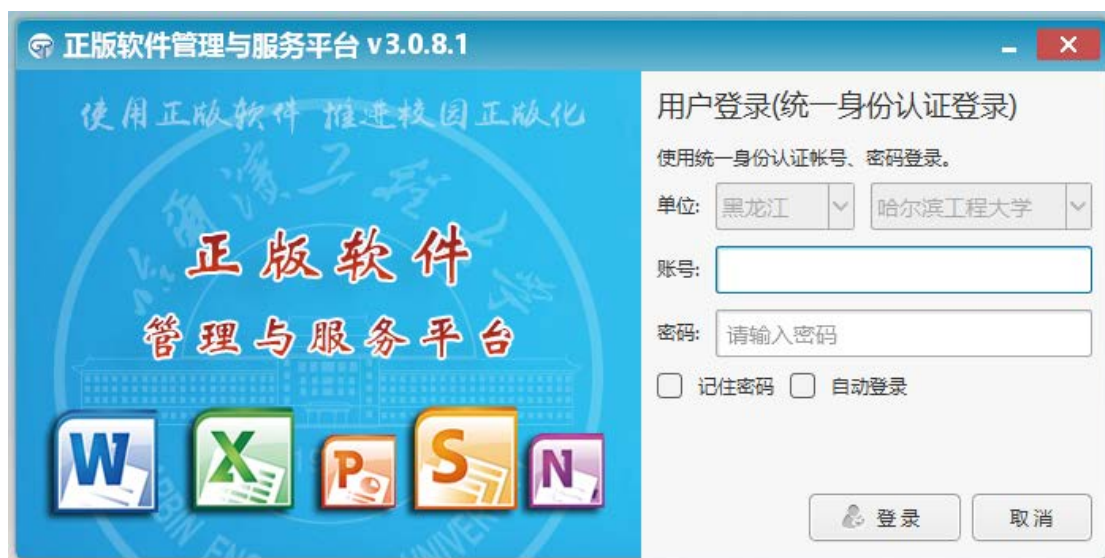 正版软件管理与服务平台 v3.0.8.1
使用正版软件 推进校园正版化
正版软件
管理与服务平台
W
X
P
S
N
用户登录(统一身份认证登录)
使用统一身份认证帐号、密码登录。
单位: 黑龙江 哈尔滨工程大学
账号:
密码: 请输入密码
记住密码 自动登录
登录 取消